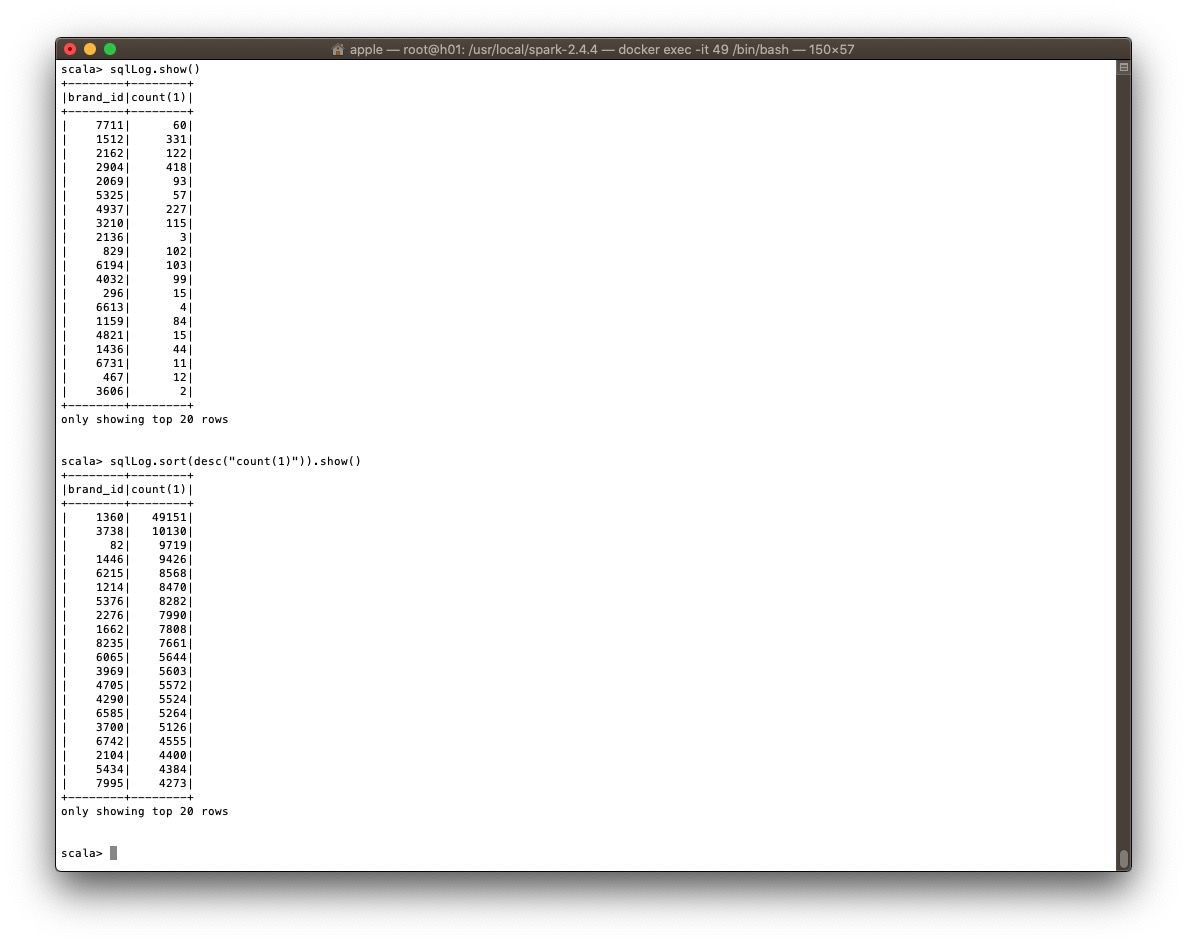 apple — root@h01: /usr/local/spark-2.4.4 — docker exec -it 49 /bin/bash — 150×57
scala> sqlLog.show()
+--------+--------+
|brand_id|count(1)|
+--------+--------+
|    7711|      60|
|    1512|     331|
|    2162|     122|
|    2904|     418|
|    2069|      93|
|    5325|      57|
|    4937|     227|
|    3210|     115|
|    2136|       3|
|     829|     102|
|    6194|     103|
|    4032|      99|
|     296|      15|
|    6613|       4|
|    1159|      84|
|    4821|      15|
|    1436|      44|
|    6731|      11|
|     467|      12|
|    3606|       2|
+--------+--------+
only showing top 20 rows
scala> sqlLog.sort(desc("count(1)")).show()
+--------+--------+
|brand_id|count(1)|
+--------+--------+
|    1360|   49151|
|    3738|   10130|
|      82|    9719|
|    1446|    9426|
|    6215|    8568|
|    1214|    8470|
|    5376|    8282|
|    2276|    7990|
|    1662|    7808|
|    8235|    7661|
|    6065|    5644|
|    3969|    5603|
|    4705|    5572|
|    4290|    5524|
|    6585|    5264|
|    3700|    5126|
|    6742|    4555|
|    2104|    4400|
|    5434|    4384|
|    7995|    4273|
+--------+--------+
only showing top 20 rows
scala>